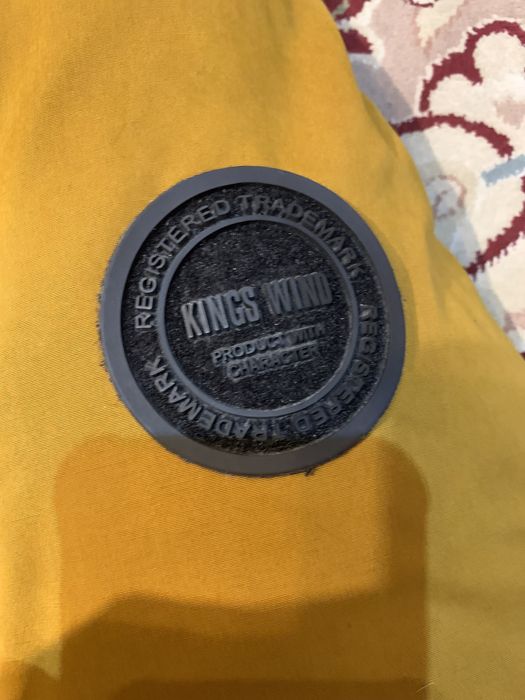 REGISTERED TRADEMARK
KINGS WIND
PRODUCT WITH
CHARACTER
REGISTERED TRADEMARK